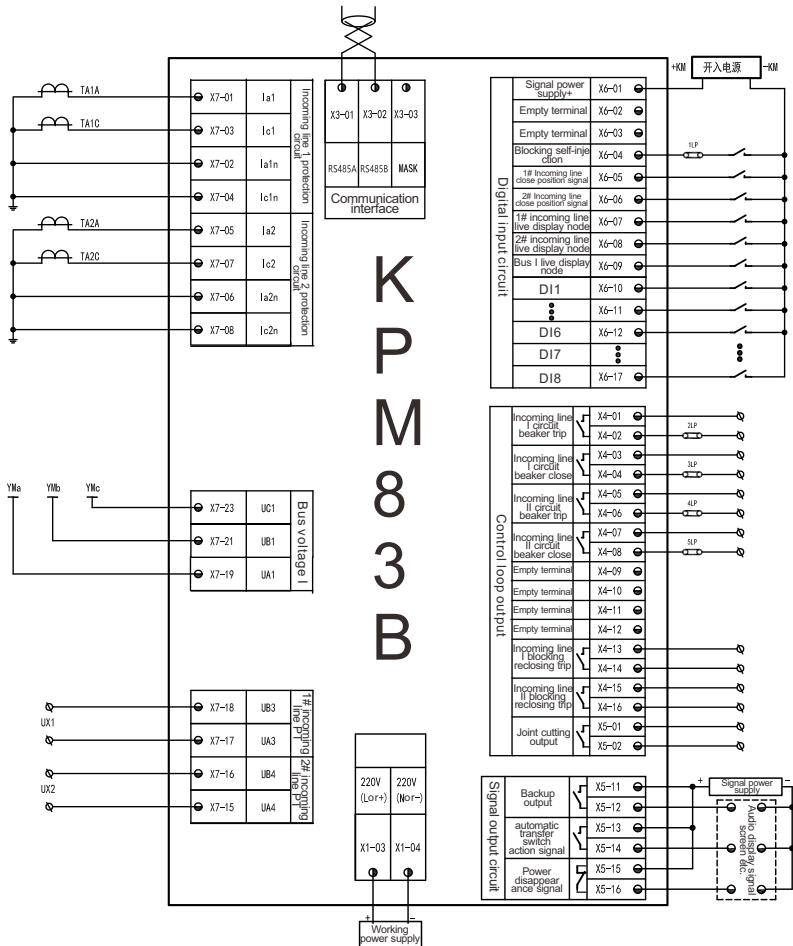 TA1A
TA1C
TA2A
TA2C
X7-01 Ia1
X7-03 Ic1
X7-02 Ia1n
X7-04 Ic1n
Incoming line 1 protection
circuit
X7-05 Ia2
X7-07 Ic2
X7-06 Ia2n
X7-08 Ic2n
Incoming line 2 protection
circuit
X3-01 X3-02 X3-03
RS485A RS485B MASK
Communication
interface
K
P
M
8
3
B
YMa YMb YMc
X7-23 UC1
X7-21 UB1
X7-19 UA1
Bus voltage I
UX1
UX2
X7-18 UB3
X7-17 UA3
X7-16 UB4
X7-15 UA4
1# incoming
line PT
2# incoming
line PT
220V 220V
(Lor+) (Nor-)
X1-03 X1-04
+ -
Working
power supply
+KM 开入电源 -KM
Digital input circuit
Signal power
supply+
X6-01
Empty terminal X6-02
Empty terminal X6-03
Blocking self-inje
ction
X6-04
1LP
1# Incoming line
close position signal
X6-05
2# Incoming line
close position signal
X6-06
1# incoming line
live display node
X6-07
2# incoming line
live display node
X6-08
Bus I live display
node
X6-09
DI1 X6-10
X6-11
DI6 X6-12
DI7
DI8 X6-17
Control loop output
Incoming line
I circuit
beaker trip
X4-01
X4-02
2LP
Incoming line
I circuit
beaker close
X4-03
X4-04
3LP
Incoming line
II circuit
beaker trip
X4-05
X4-06
4LP
Incoming line
II circuit
beaker close
X4-07
X4-08
5LP
Empty terminal X4-09
Empty terminal X4-10
Empty terminal X4-11
Empty terminal X4-12
Incoming line
I blocking
reclosing trip
X4-13
X4-14
Incoming line
II blocking
reclosing trip
X4-15
X4-16
Joint cutting
output
X5-01
X5-02
Signal output circuit
Backup
output
X5-11
X5-12
automatic
transfer
switch
action signal
X5-13
X5-14
Power
disappear
ance signal
X5-15
X5-16
+ Signal power
supply -
Audio display signal
screen etc.